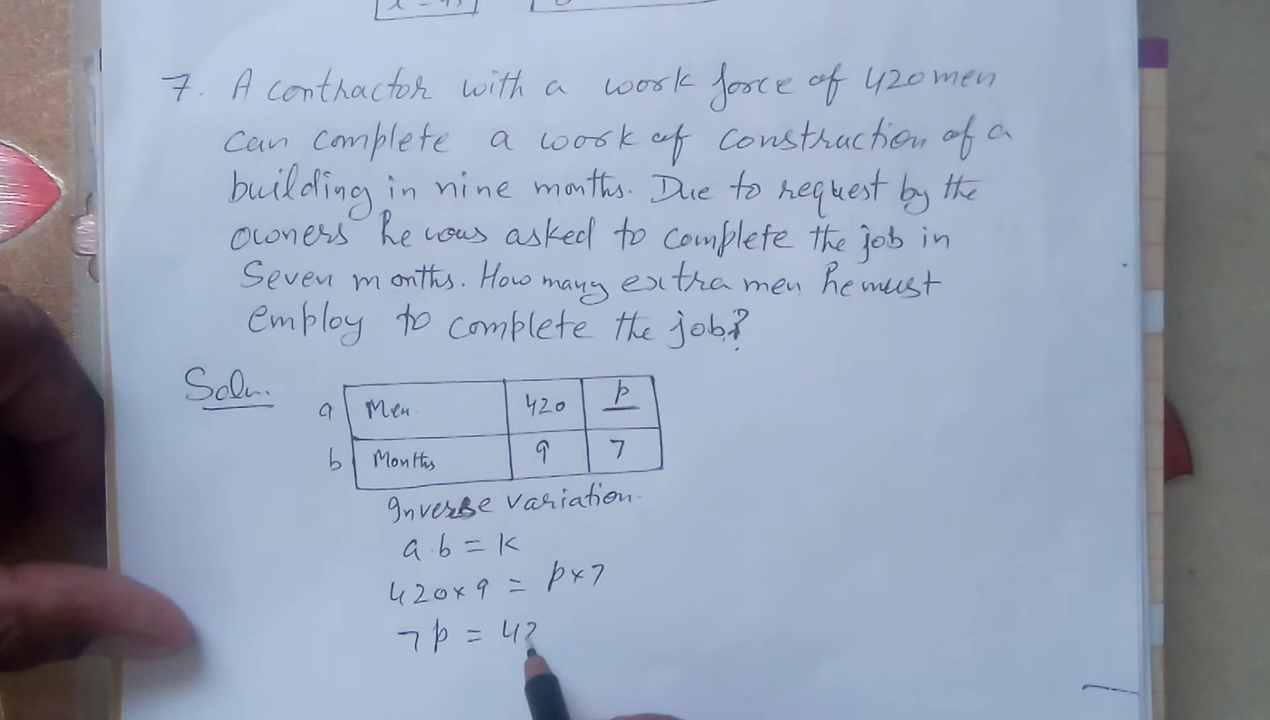 7. A contractor with a work force of 420 men
can complete a work of construction of a
building in nine months. Due to request by the
owners he was asked to complete the job in
Seven months. How many extra men he must
employ to complete the job?
Soln.
a Men 420 p
b Months 9 7
Inverse variation.
a.b = k
420×9 = p×7
7p = 42